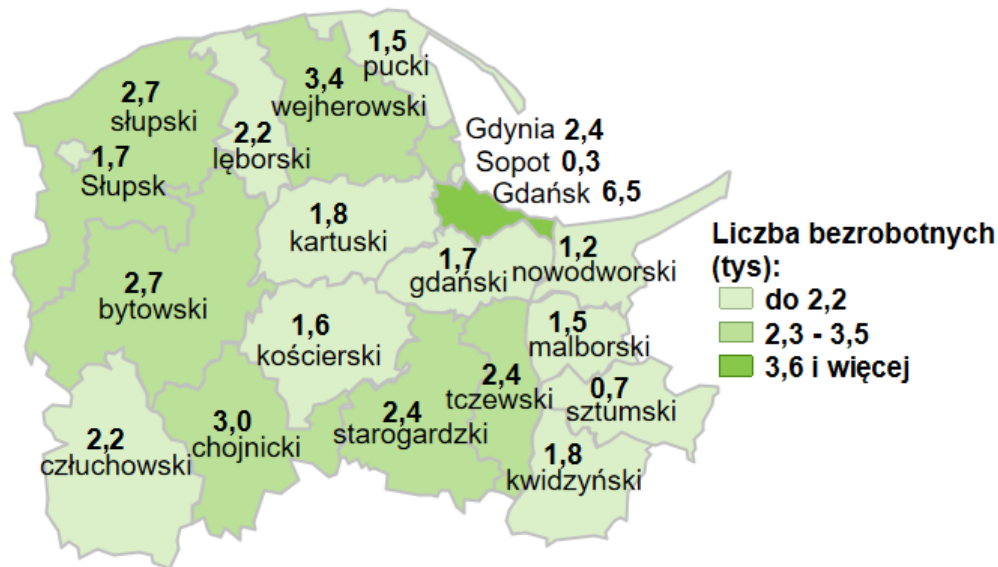 1,5
pucki
3,4
wejherowski
2,7
słupski
2,2
lęborski
1,7
Słupsk
Gdynia 2,4
Sopot 0,3
Gdańsk 6,5
1,8
kartuski
1,7
gdański
1,2
nowodworski
2,7
bytowski
1,6
kościerski
1,5
malborski
2,4
tczewski
0,7
sztumski
2,4
starogardzki
3,0
chojnicki
2,2
człuchowski
1,8
kwidzyński
Liczba bezrobotnych
(tys):
do 2,2
2,3 - 3,5
3,6 i więcej